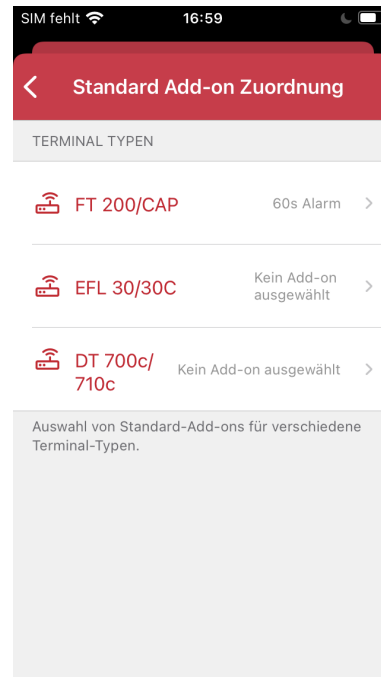 SIM fehlt 16:59
Standard Add-on Zuordnung
TERMINAL TYPEN
FT 200/CAP 60s Alarm
EFL 30/30C Kein Add-on
ausgewählt
DT 700c/ Kein Add-on ausgewählt
710c
Auswahl von Standard-Add-ons für verschiedene
Terminal-Typen.